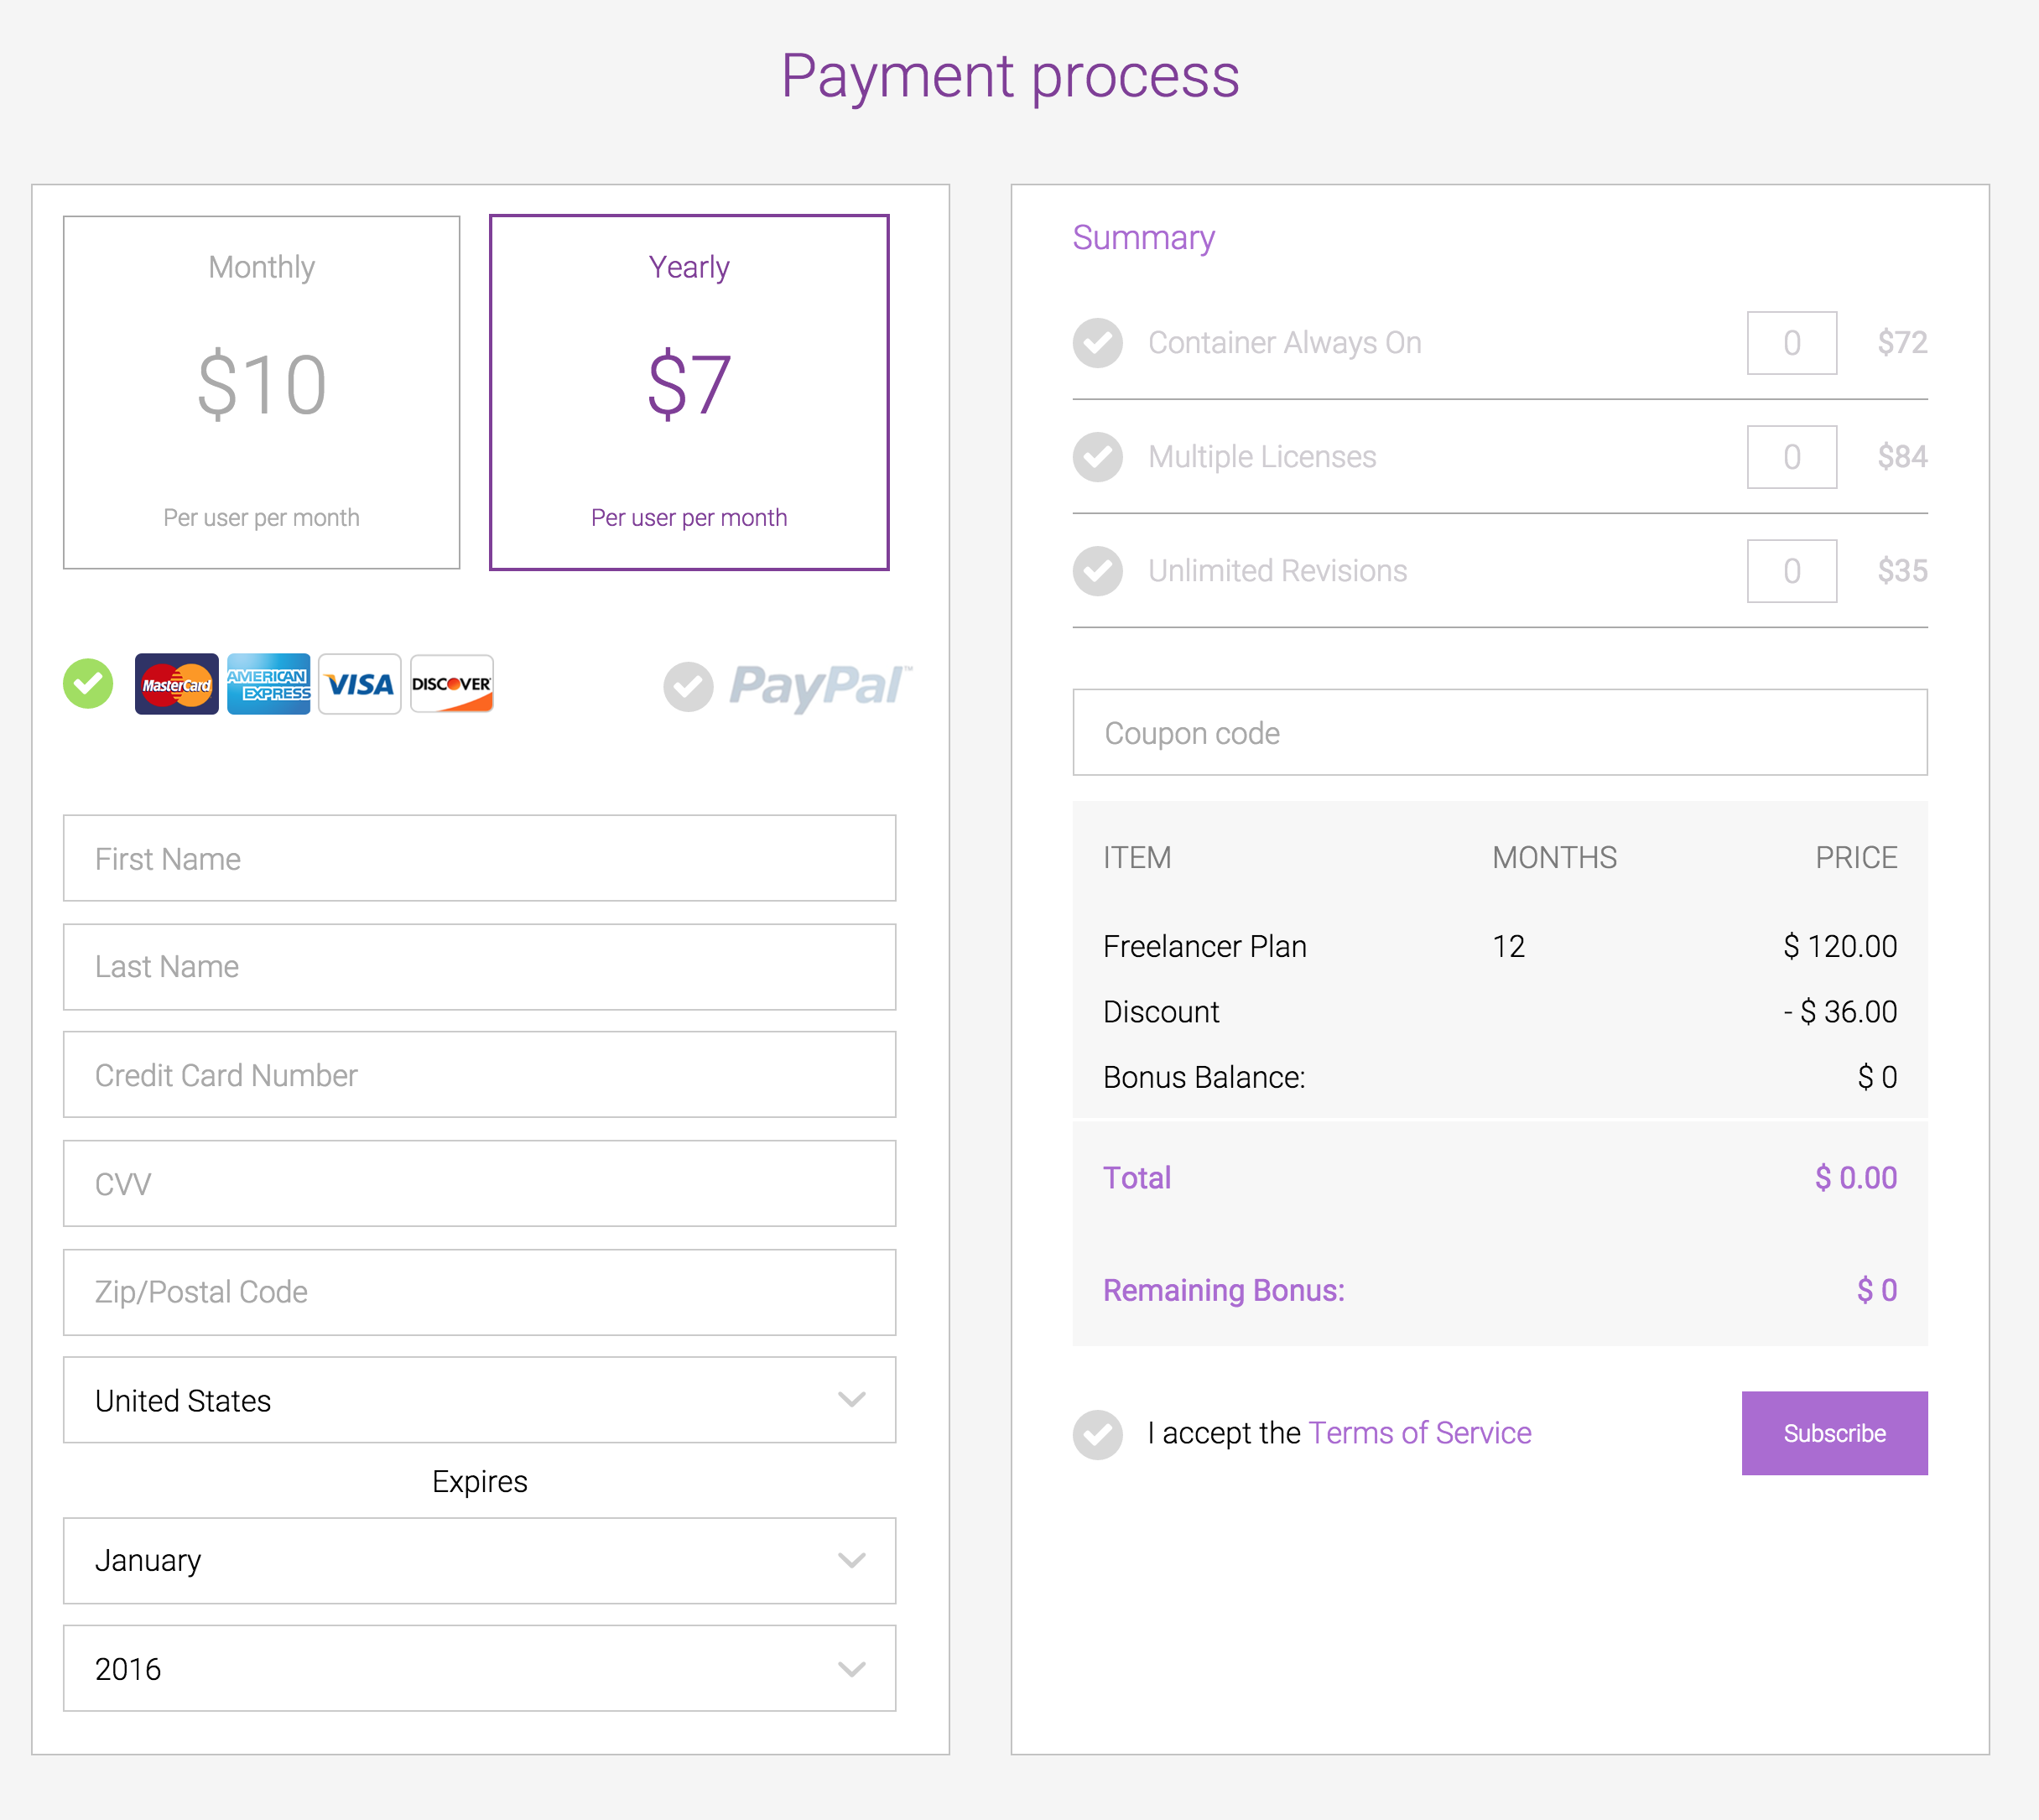 Payment process
Monthly
$10
Per user per month
Yearly
$7
Per user per month
MasterCard
AMERICAN EXPRESS
VISA
DISCOVER
PayPal™
First Name
Last Name
Credit Card Number
CVV
Zip/Postal Code
United States
Expires
January
2016
Summary
Container Always On 0 $72
Multiple Licenses 0 $84
Unlimited Revisions 0 $35
Coupon code
ITEM MONTHS PRICE
Freelancer Plan 12 $ 120.00
Discount - $ 36.00
Bonus Balance: $ 0
Total $ 0.00
Remaining Bonus: $ 0
I accept the Terms of Service
Subscribe